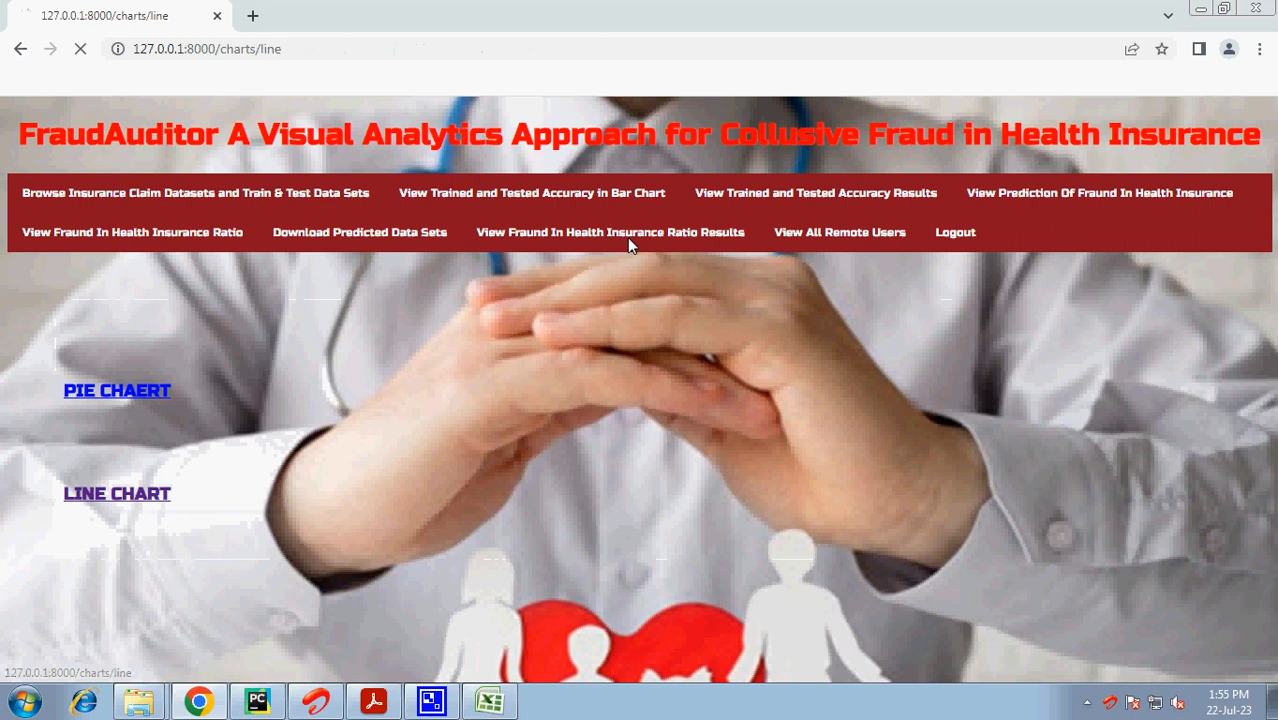 127.0.0.1:8000/charts/line
127.0.0.1:8000/charts/line
FraudAuditor A Visual Analytics Approach for Collusive Fraud in Health Insurance
Browse Insurance Claim Datasets and Train & Test Data Sets View Trained and Tested Accuracy in Bar Chart View Trained and Tested Accuracy Results View Prediction Of Fraund In Health Insurance
View Fraund In Health Insurance Ratio Download Predicted Data Sets View Fraund In Health Insurance Ratio Results View All Remote Users Logout
PIE CHAERT
LINE CHART
127.0.0.1:8000/charts/line
PC
1:55 PM
22-Jul-23